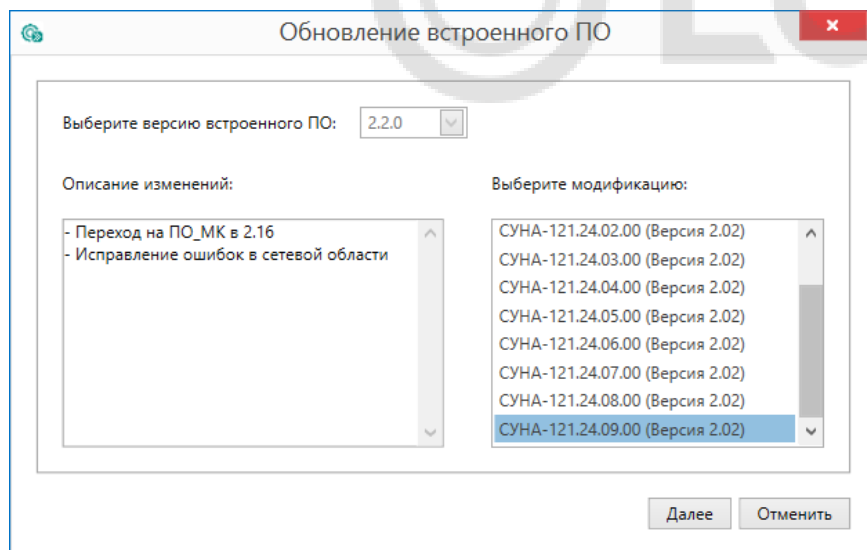 Обновление встроенного ПО
Выберите версию встроенного ПО: 2.2.0
Описание изменений:
- Переход на ПО_МК в 2.16
- Исправление ошибок в сетевой области
Выберите модификацию:
СУНА-121.24.02.00 (Версия 2.02)
СУНА-121.24.03.00 (Версия 2.02)
СУНА-121.24.04.00 (Версия 2.02)
СУНА-121.24.05.00 (Версия 2.02)
СУНА-121.24.06.00 (Версия 2.02)
СУНА-121.24.07.00 (Версия 2.02)
СУНА-121.24.08.00 (Версия 2.02)
СУНА-121.24.09.00 (Версия 2.02)
Далее Отменить